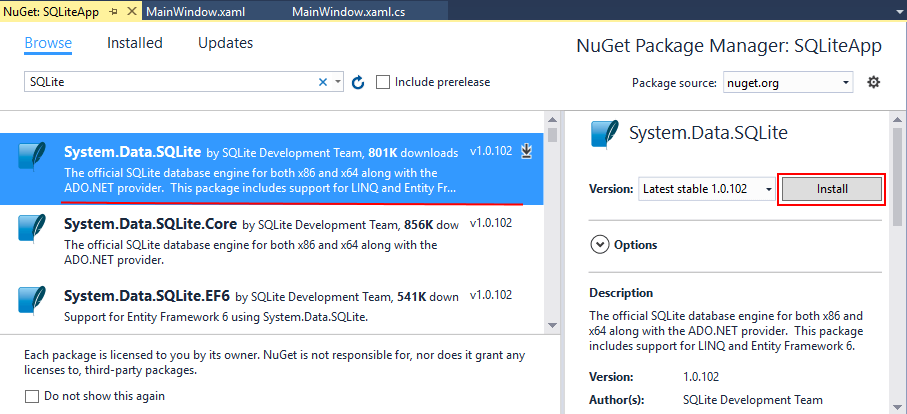 NuGet: SQLiteApp
MainWindow.xaml
MainWindow.xaml.cs
Browse
Installed
Updates
NuGet Package Manager: SQLiteApp
SQLite
Include prerelease
Package source:
nuget.org
System.Data.SQLite by SQLite Development Team, 801K downloads
v1.0.102
The official SQLite database engine for both x86 and x64 along with the
ADO.NET provider.  This package includes support for LINQ and Entity Fr...
System.Data.SQLite.Core by SQLite Development Team, 856K dow
v1.0.102
The official SQLite database engine for both x86 and x64 along with the
ADO.NET provider.
System.Data.SQLite.EF6 by SQLite Development Team, 541K down
v1.0.102
Support for Entity Framework 6 using System.Data.SQLite.
Each package is licensed to you by its owner. NuGet is not responsible for, nor does it grant any
licenses to, third-party packages.
Do not show this again
System.Data.SQLite
Version:
Latest stable 1.0.102
Install
Options
Description
The official SQLite database engine for both x86 and
x64 along with the ADO.NET provider.  This package
includes support for LINQ and Entity Framework 6.
Version:
1.0.102
Author(s):
SQLite Development Team